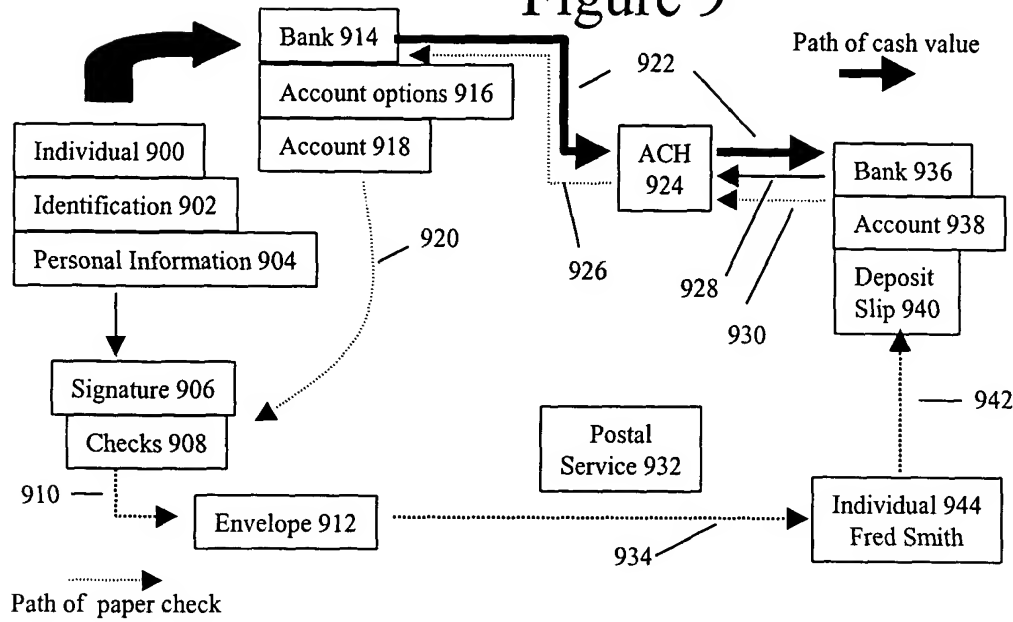 Figure 9
Bank 914
Path of cash value
922
Account options 916
Individual 900
Account 918
ACH
924
Bank 936
Identification 902
Account 938
920
Personal Information 904
926
928
Deposit
Slip 940
930
Signature 906
942
Checks 908
Postal
Service 932
910
Envelope 912
Individual 944
Fred Smith
934
Path of paper check